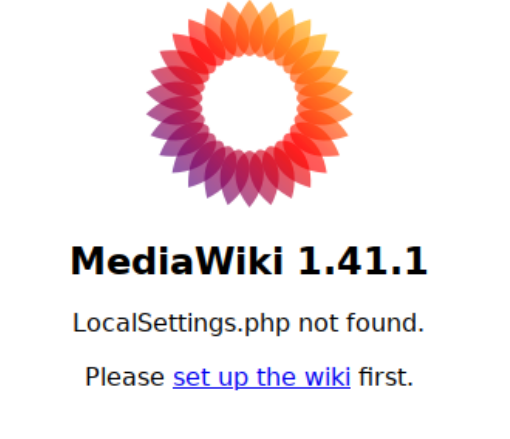 MediaWiki 1.41.1
LocalSettings.php not found.
Please set up the wiki first.